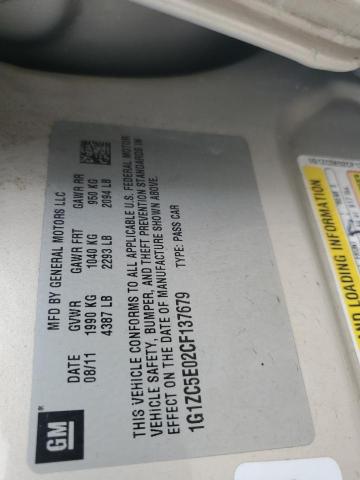 GM®
MFD BY GENERAL MOTORS LLC
DATE GVWR GAWR FRT GAWR RR
08/11 1990 KG 1040 KG 950 KG
4387 LB 2293 LB 2094 LB
THIS VEHICLE CONFORMS TO ALL APPLICABLE U.S. FEDERAL MOTOR
VEHICLE SAFETY, BUMPER, AND THEFT PREVENTION STANDARDS IN
EFFECT ON THE DATE OF MANUFACTURE SHOWN ABOVE.
TYPE: PASS CAR
1G1ZC5E02CF137679
AND LOADING INFORMATION